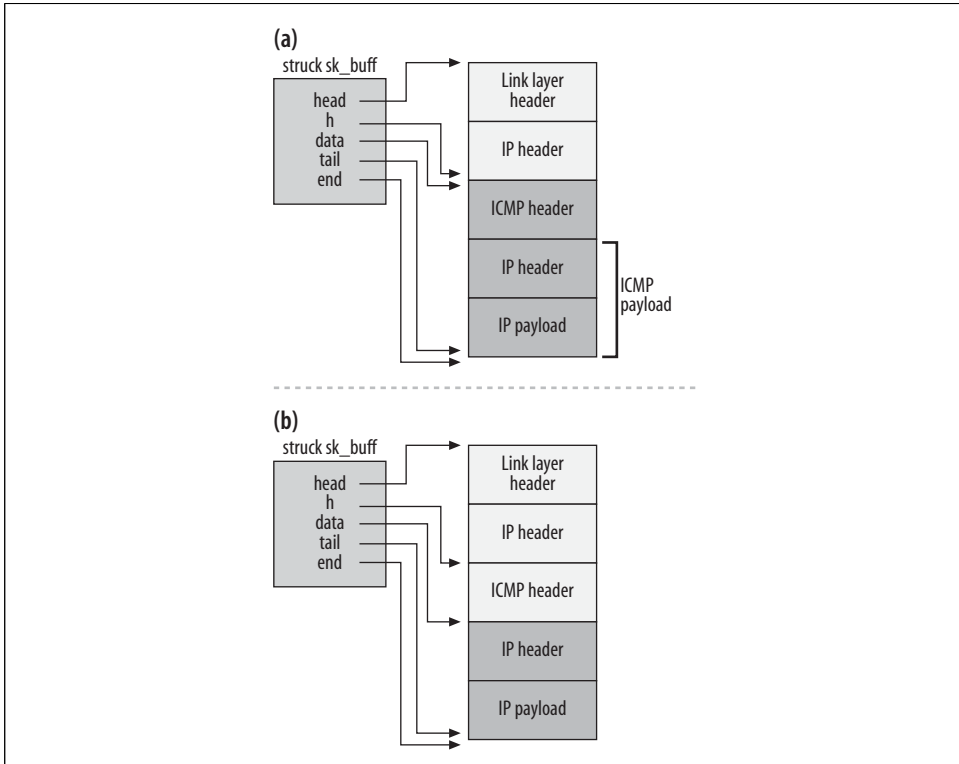 (a)
struck sk_buff
head
h
data
tail
end
Link layer
header
IP header
ICMP header
IP header
IP payload
ICMP
payload
(b)
struck sk_buff
head
h
data
tail
end
Link layer
header
IP header
ICMP header
IP header
IP payload